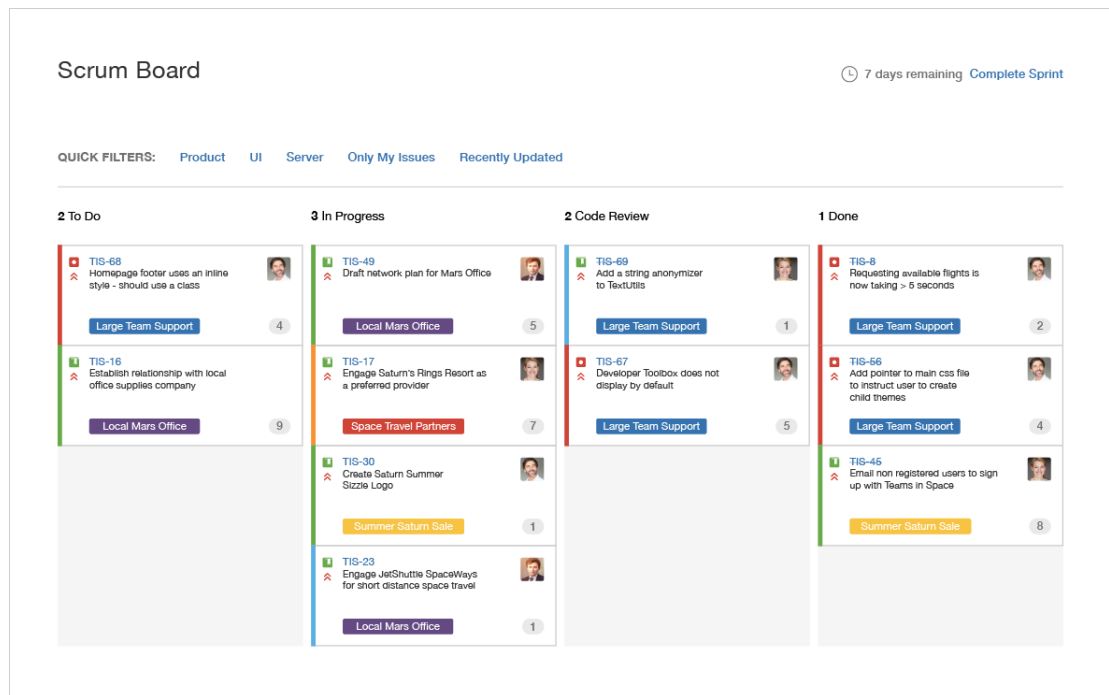 Scrum Board
7 days remaining Complete Sprint
QUICK FILTERS: Product UI Server Only My Issues Recently Updated
2 To Do
TIS-68
Homepage footer uses an inline
style - should use a class
Large Team Support 4
TIS-16
Establish relationship with local
office supplies company
Local Mars Office 9
3 In Progress
TIS-49
Draft network plan for Mars Office
Local Mars Office 5
TIS-17
Engage Saturn's Rings Resort as
a preferred provider
Space Travel Partners 7
TIS-30
Create Saturn Summer
Sizzle Logo
Summer Saturn Sale 1
TIS-23
Engage JetShuttle SpaceWays
for short distance space travel
Local Mars Office 1
2 Code Review
TIS-69
Add a string anonymizer
to TextUtils
Large Team Support 1
TIS-67
Developer Toolbox does not
display by default
Large Team Support 5
1 Done
TIS-8
Requesting available flights is
now taking > 5 seconds
Large Team Support 2
TIS-56
Add pointer to main css file
to instruct user to create
child themes
Large Team Support 4
TIS-45
Email non registered users to sign
up with Teams in Space
Summer Saturn Sale 8